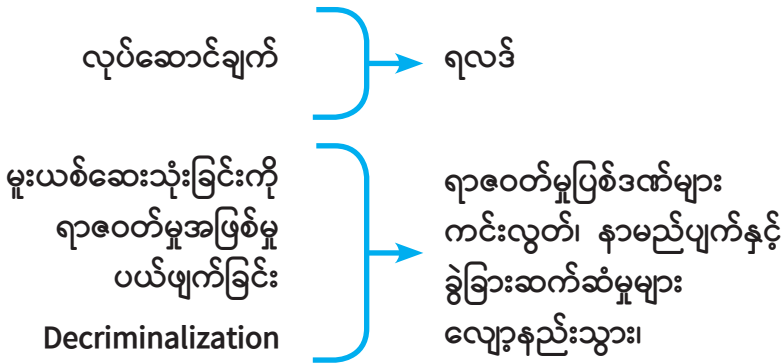 လုပ်ဆောင်ချက်
ရလဒ်
မူးယစ်ဆေးသုံးခြင်းကို
ရာဇဝတ်မှုအဖြစ်မှ
ပယ်ဖျက်ခြင်း
Decriminalization
ရာဇဝတ်မှုပြစ်ဒဏ်များ
ကင်းလွတ်၊ နာမည်ပျက်နှင့်
ခွဲခြားဆက်ဆံမှုများ
လျော့နည်းသွား၊